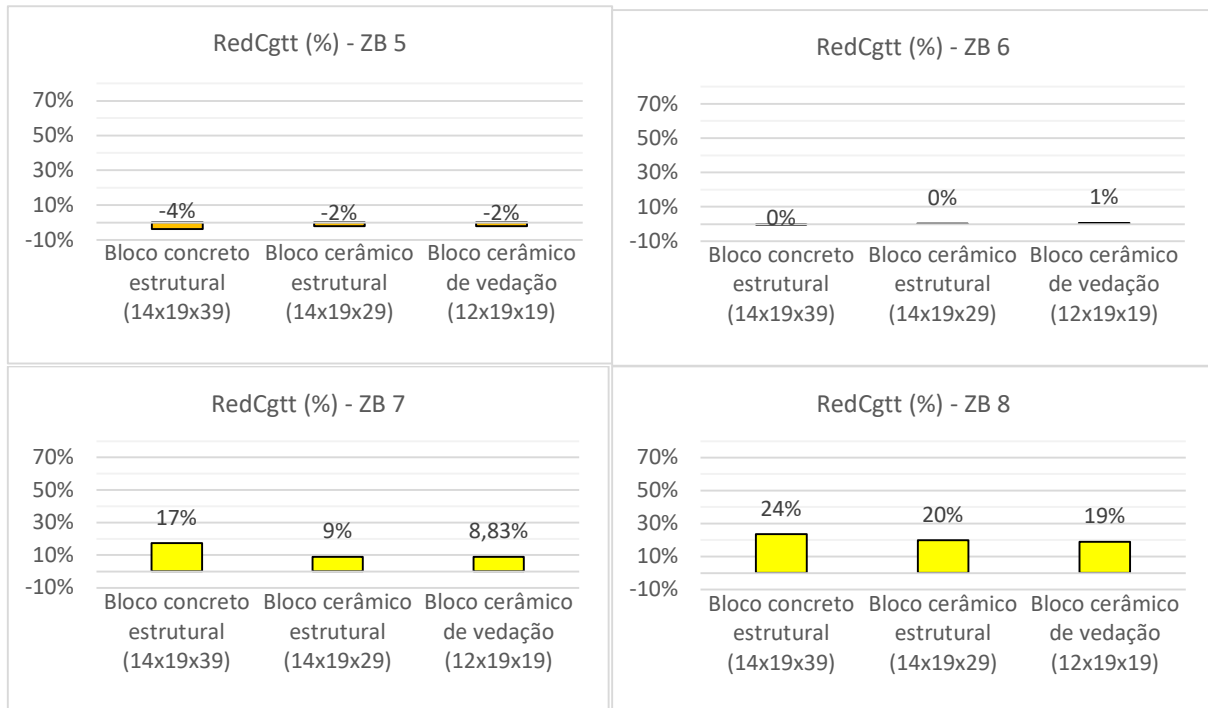 RedCgtt (%) - ZB 5
70%
50%
30%
10%
-10%
-4%
-2%
-2%
Bloco concreto
estrutural
(14x19x39)
Bloco cerâmico
estrutural
(14x19x29)
Bloco cerâmico
de vedação
(12x19x19)
RedCgtt (%) - ZB 6
70%
50%
30%
10%
-10%
0%
0%
1%
Bloco concreto
estrutural
(14x19x39)
Bloco cerâmico
estrutural
(14x19x29)
Bloco cerâmico
de vedação
(12x19x19)
RedCgtt (%) - ZB 7
70%
50%
30%
10%
-10%
17%
9%
8,83%
Bloco concreto
estrutural
(14x19x39)
Bloco cerâmico
estrutural
(14x19x29)
Bloco cerâmico
de vedação
(12x19x19)
RedCgtt (%) - ZB 8
70%
50%
30%
10%
-10%
24%
20%
19%
Bloco concreto
estrutural
(14x19x39)
Bloco cerâmico
estrutural
(14x19x29)
Bloco cerâmico
de vedação
(12x19x19)